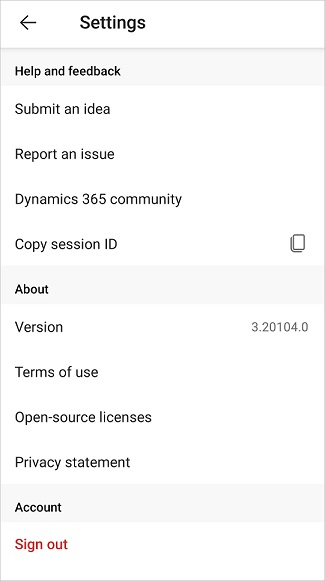 Settings
Help and feedback
Submit an idea
Report an issue
Dynamics 365 community
Copy session ID
About
Version 3.20104.0
Terms of use
Open-source licenses
Privacy statement
Account
Sign out